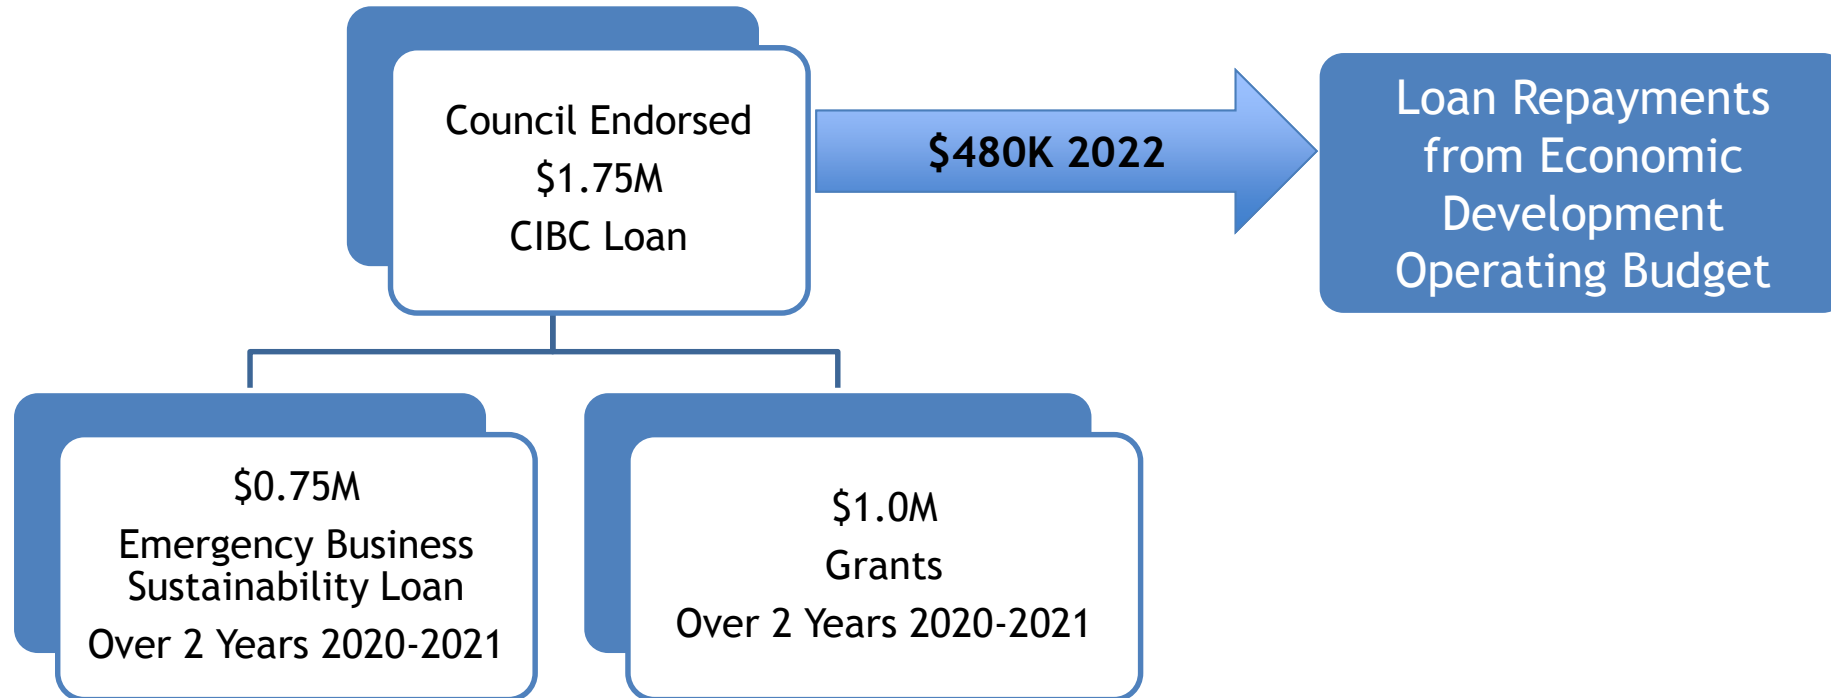 Council Endorsed
$1.75M
CIBC Loan
$480K 2022
Loan Repayments
from Economic
Development
Operating Budget
$0.75M
Emergency Business
Sustainability Loan
Over 2 Years 2020-2021
$1.0M
Grants
Over 2 Years 2020-2021